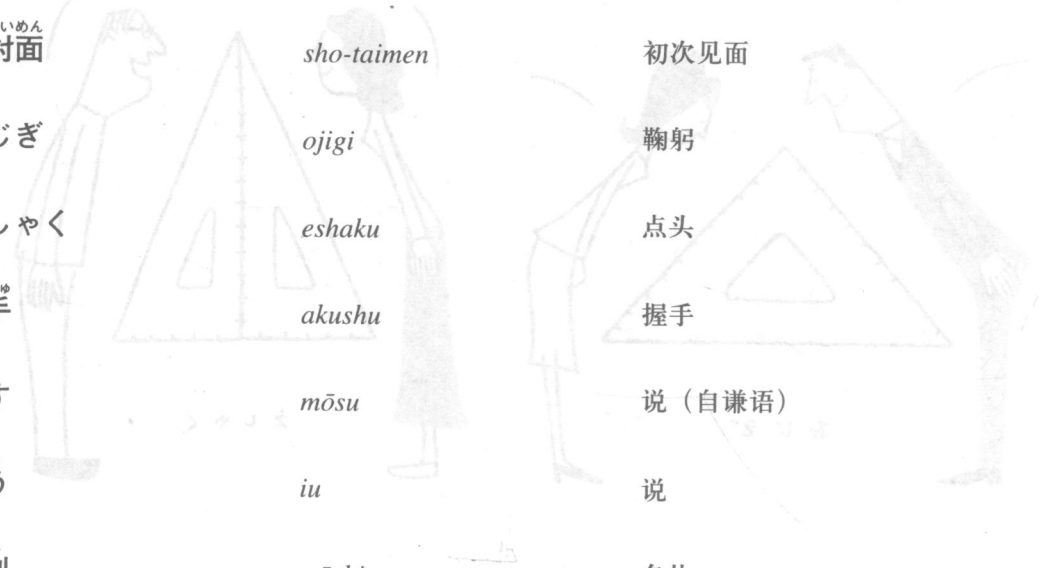 対面 sho-taimen 初次见面
じぎ ojigi 鞠躬
しゃく eshaku 点头
akushu 握手
す mōsu 说（自谦语）
う iu 说